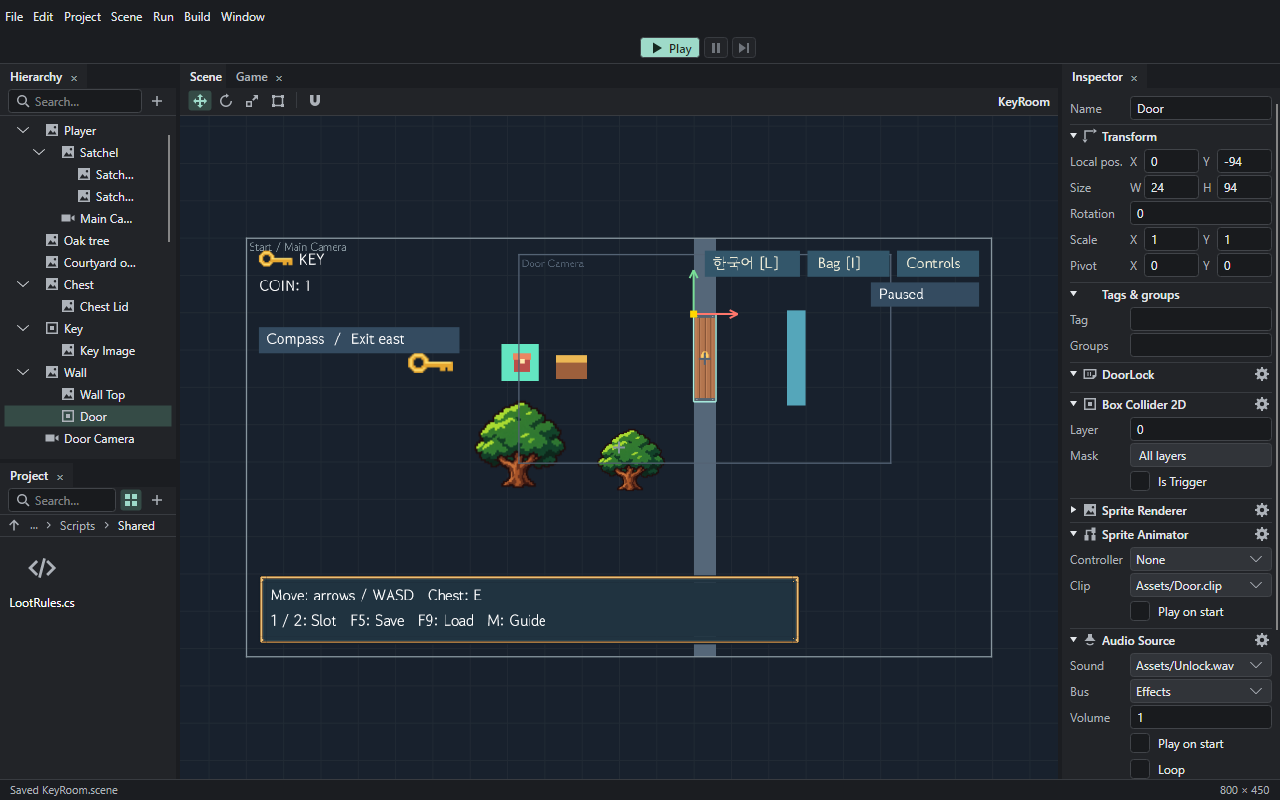 File Edit Project Scene Run Build Window
Play
Hierarchy ×
Search...
Player
Satchel
Satch...
Satch...
Main Ca...
Oak tree
Courtyard o...
Chest
Chest Lid
Key
Key Image
Wall
Wall Top
Door
Door Camera
Project ×
Search...
... > Scripts > Shared
LootRules.cs
Scene Game ×
KeyRoom
Start / Main Camera
KEY
COIN: 1
Door Camera
한국어 [L] Bag [I] Controls
Paused
Compass / Exit east
Move: arrows / WASD Chest: E
1 / 2: Slot F5: Save F9: Load M: Guide
Inspector ×
Name Door
Transform
Local pos. X 0 Y -94
Size W 24 H 94
Rotation 0
Scale X 1 Y 1
Pivot X 0 Y 0
Tags & groups
Tag
Groups
DoorLock
Box Collider 2D
Layer 0
Mask All layers
Is Trigger
Sprite Renderer
Sprite Animator
Controller None
Clip Assets/Door.clip
Play on start
Audio Source
Sound Assets/Unlock.wav
Bus Effects
Volume 1
Play on start
Loop
Saved KeyRoom.scene
800 × 450